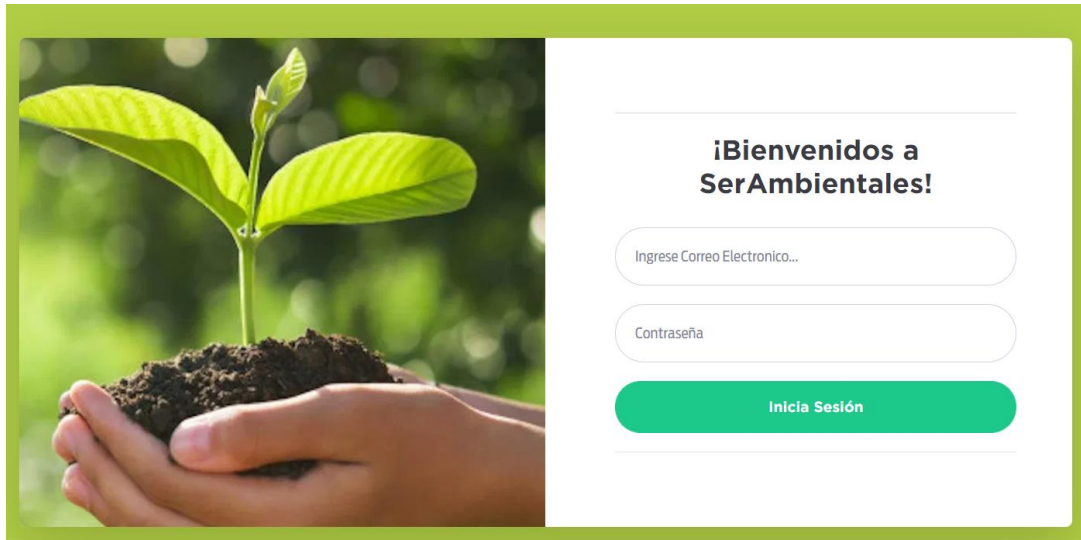 ¡Bienvenidos a
SerAmbientales!
Ingrese Correo Electronico...
Contraseña
Inicia Sesión